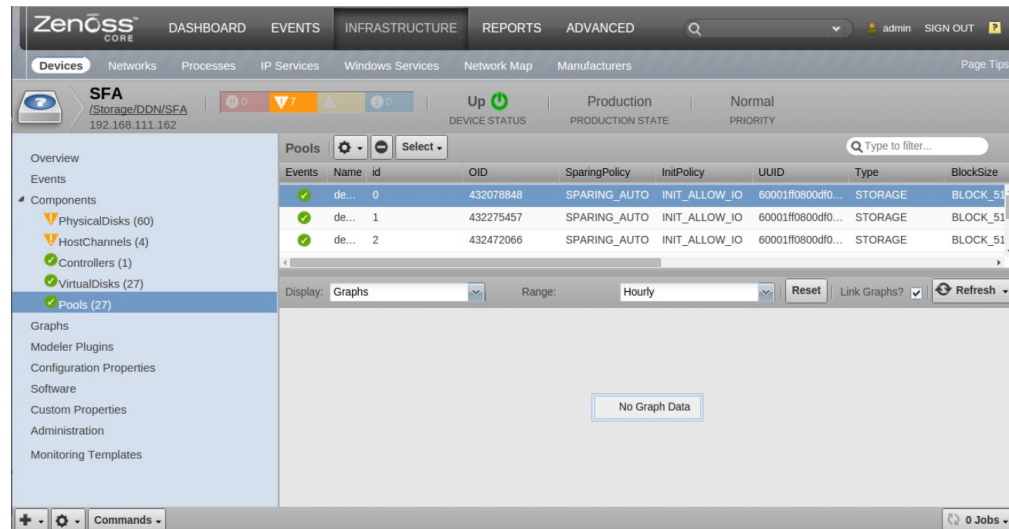 Zenoss CORE
DASHBOARD EVENTS INFRASTRUCTURE REPORTS ADVANCED admin SIGN OUT ?
Devices Networks Processes IP Services Windows Services Network Map Manufacturers Page Tips
SFA
/Storage/DDN/SFA
192.168.111.162
0 7 0 0
Up
DEVICE STATUS
Production
PRODUCTION STATE
Normal
PRIORITY
Overview
Events
Components
PhysicalDisks (60)
HostChannels (4)
Controllers (1)
VirtualDisks (27)
Pools (27)
Graphs
Modeler Plugins
Configuration Properties
Software
Custom Properties
Administration
Monitoring Templates
Pools Select Type to filter...
Events Name id OID SparingPolicy InitPolicy UUID Type BlockSize
de... 0 432078848 SPARING_AUTO INIT_ALLOW_IO 60001ff0800df0... STORAGE BLOCK_51
de... 1 432275457 SPARING_AUTO INIT_ALLOW_IO 60001ff0800df0... STORAGE BLOCK_51
de... 2 432472066 SPARING_AUTO INIT_ALLOW_IO 60001ff0800df0... STORAGE BLOCK_51
Display: Graphs Range: Hourly Reset Link Graphs? Refresh
No Graph Data
Commands 0 Jobs